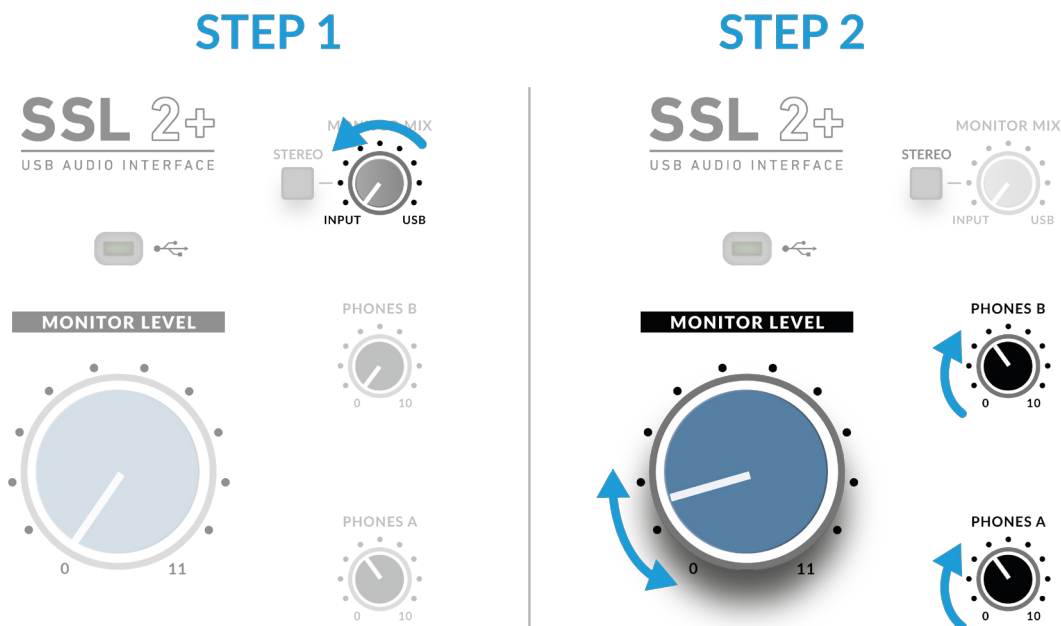 STEP 1
SSL 2+
USB AUDIO INTERFACE
MONITOR MIX
STEREO
INPUT
USB
MONITOR LEVEL
0
11
PHONES B
0
10
PHONES A
0
10
STEP 2
SSL 2+
USB AUDIO INTERFACE
MONITOR MIX
STEREO
INPUT
USB
MONITOR LEVEL
0
11
PHONES B
0
10
PHONES A
0
10